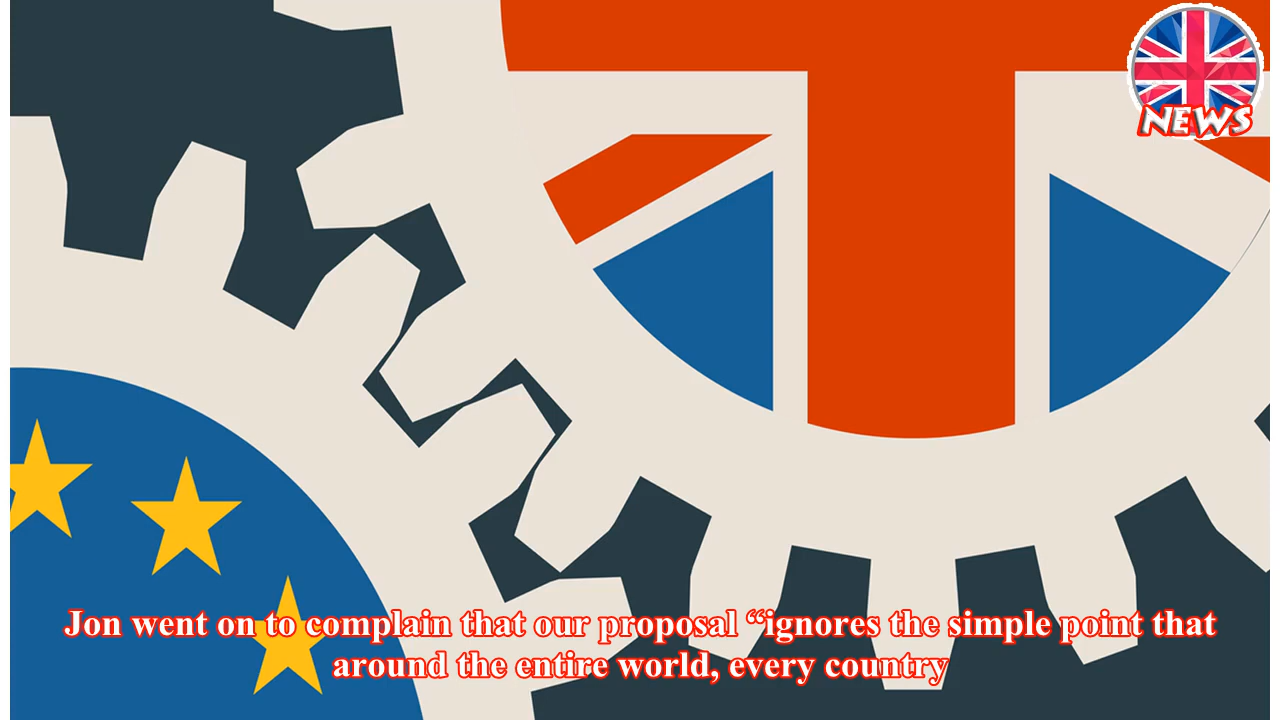 NEWS
Jon went on to complain that our proposal “ignores the simple point that
around the entire world, every country